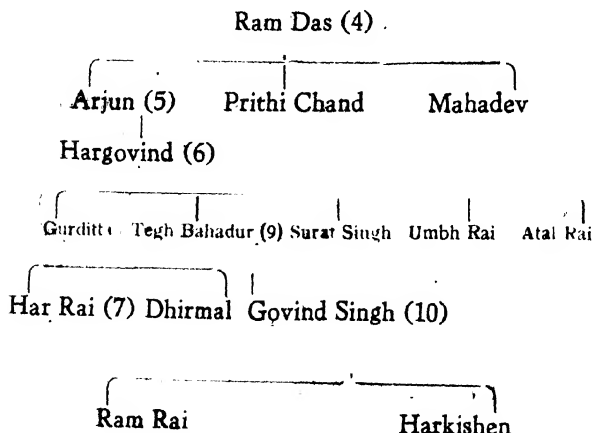 Ram Das (4)
Arjun (5) Prithi Chand Mahadev
Hargovind (6)
Gurditt Tegh Bahadur (9) Surat Singh Umbh Rai Atal Rai
Har Rai (7) Dhirmal Govind Singh (10)
Ram Rai Harkishen